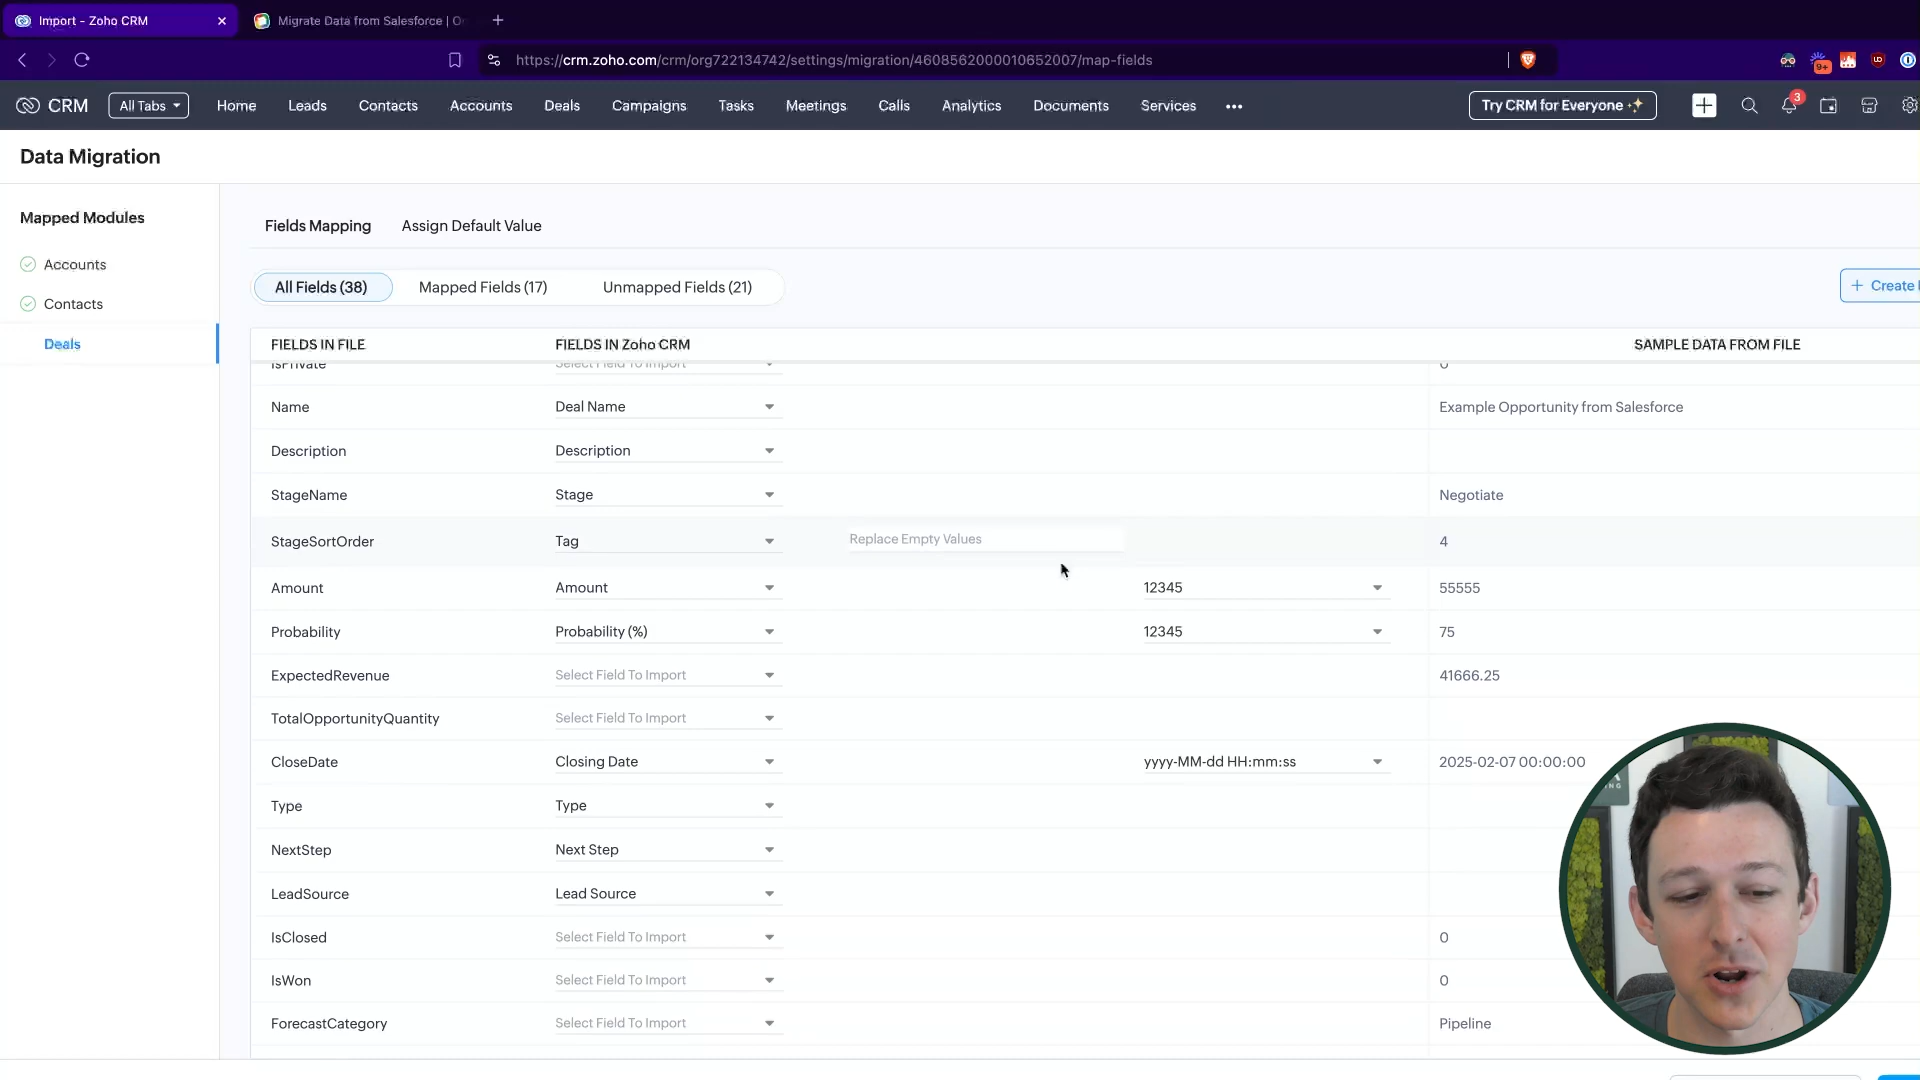 Import - Zoho CRM
Migrate Data from Salesforce | O
https://crm.zoho.com/crm/org722134742/settings/migration/4608562000010652007/map-fields
9+
CRM
All Tabs
Home
Leads
Contacts
Accounts
Deals
Campaigns
Tasks
Meetings
Calls
Analytics
Documents
Services
Try CRM for Everyone
3
Data Migration
Mapped Modules
Accounts
Contacts
Deals
Fields Mapping
Assign Default Value
All Fields (38)
Mapped Fields (17)
Unmapped Fields (21)
+ Create
FIELDS IN FILE
FIELDS IN Zoho CRM
SAMPLE DATA FROM FILE
IsPrivate
Select Field To Import
0
Name
Deal Name
Example Opportunity from Salesforce
Description
Description
StageName
Stage
Negotiate
StageSortOrder
Tag
Replace Empty Values
4
Amount
Amount
12345
55555
Probability
Probability (%)
12345
75
ExpectedRevenue
Select Field To Import
41666.25
TotalOpportunityQuantity
Select Field To Import
CloseDate
Closing Date
yyyy-MM-dd HH:mm:ss
2025-02-07 00:00:00
Type
Type
NextStep
Next Step
LeadSource
Lead Source
IsClosed
Select Field To Import
0
IsWon
Select Field To Import
0
ForecastCategory
Select Field To Import
Pipeline